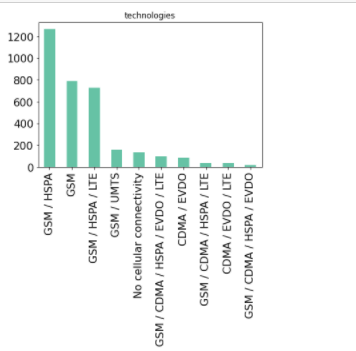 technologies
1200
1000
800
600
400
200
0
GSM / HSPA
GSM
GSM / HSPA / LTE
GSM / UMTS
No cellular connectivity
GSM / CDMA / HSPA / EVDO / LTE
CDMA / EVDO
GSM / CDMA / HSPA / LTE
CDMA / EVDO / LTE
GSM / CDMA / HSPA / EVDO